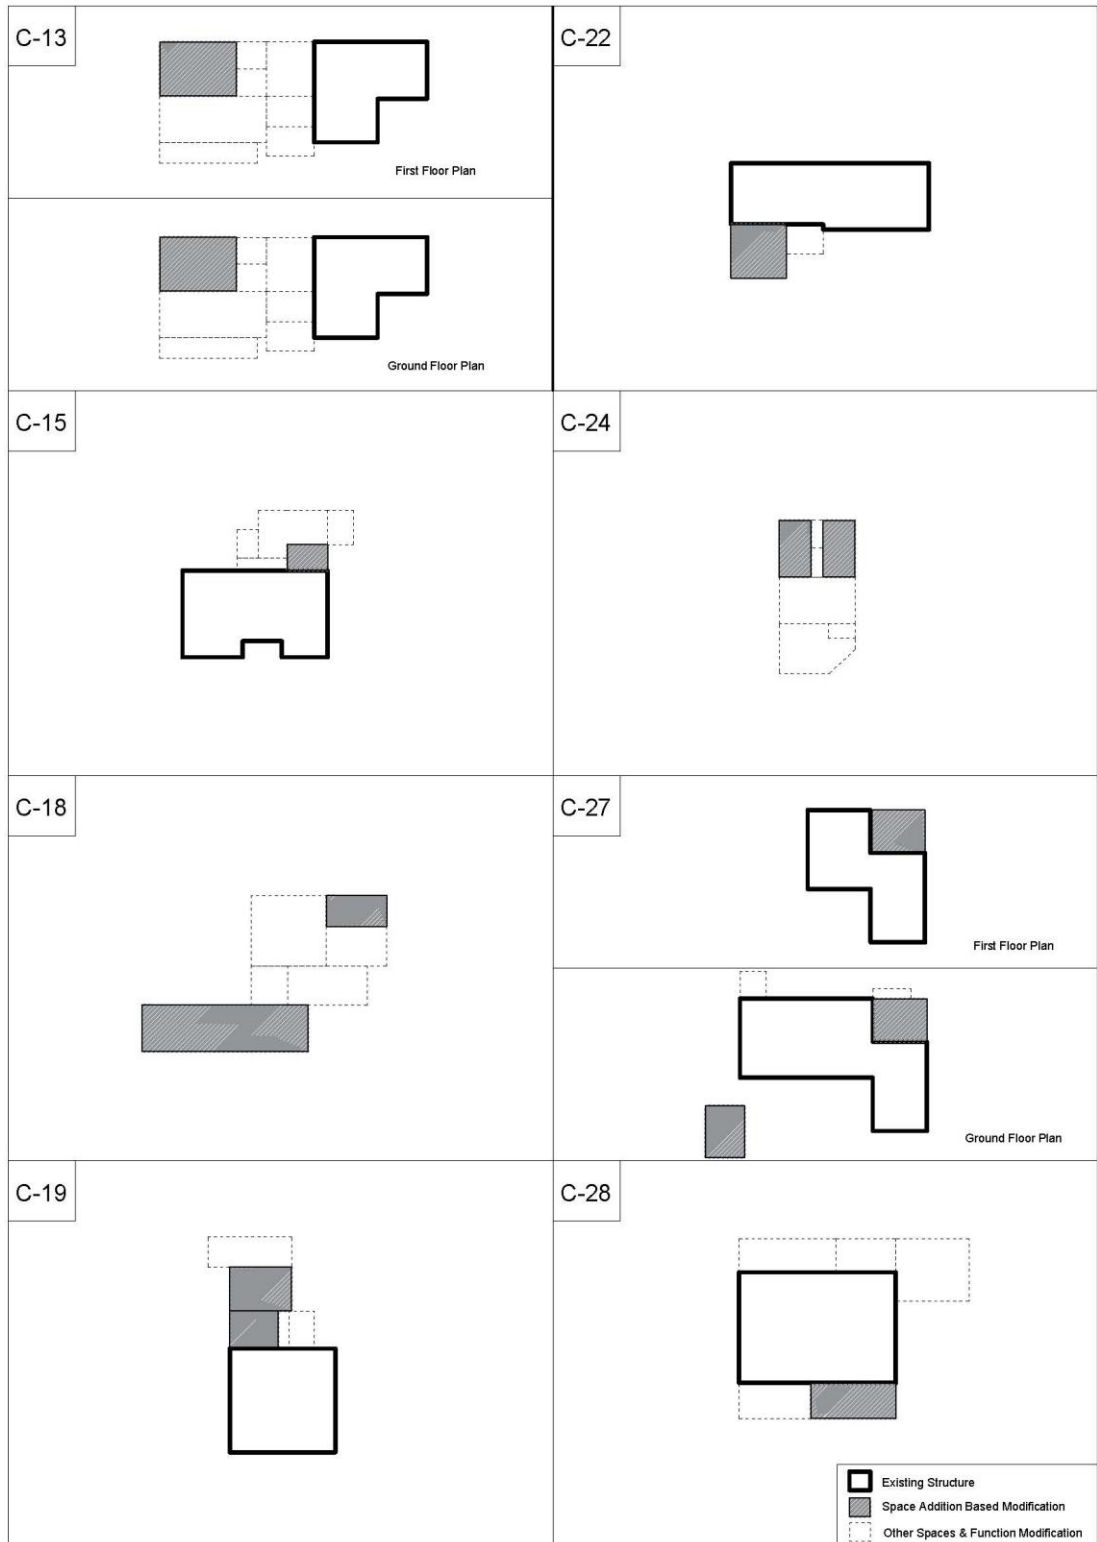 C-13
First Floor Plan
Ground Floor Plan
C-22
C-15
C-24
C-18
C-27
First Floor Plan
Ground Floor Plan
C-19
C-28
Existing Structure
Space Addition Based Modification
Other Spaces & Function Modification